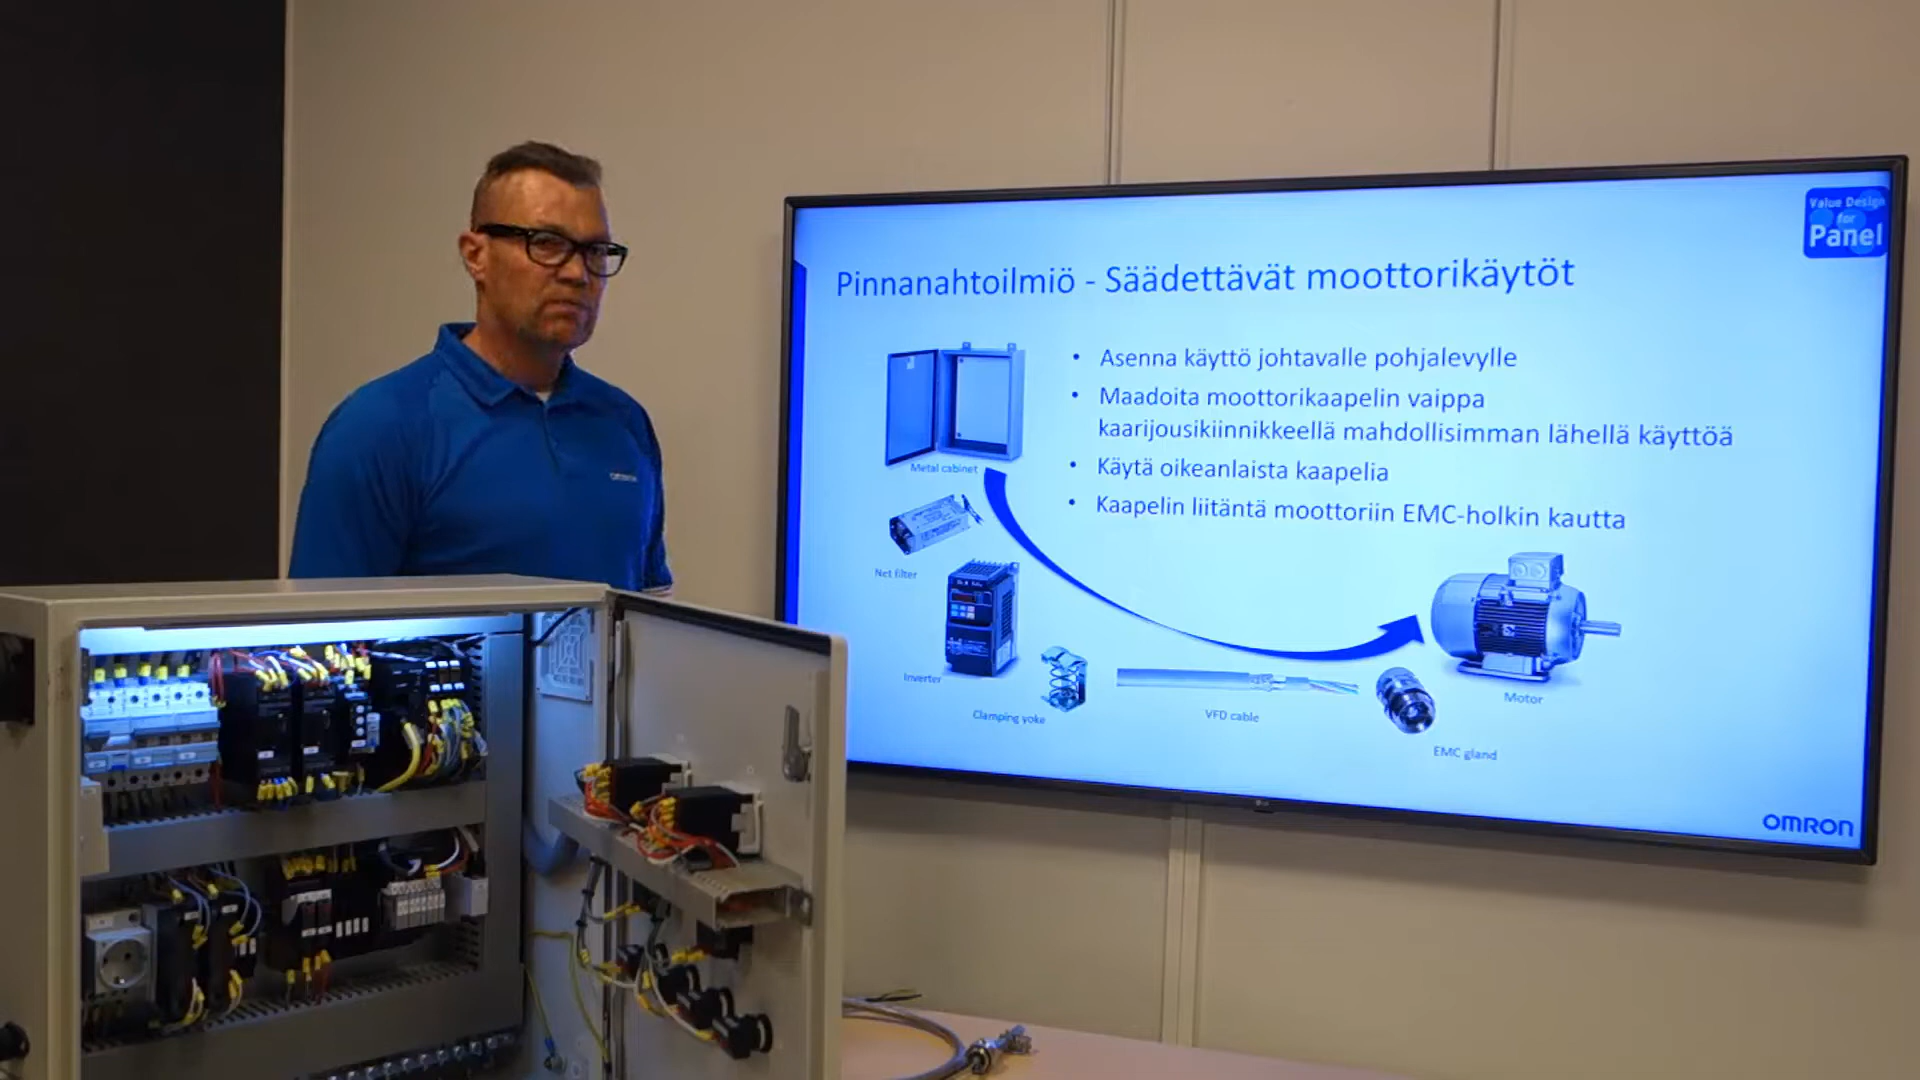 Value Design
for
Panel
Pinnanahtoilmiö - Säädettävät moottorikäytöt
• Asenna käyttö johtavalle pohjalevylle
• Maadoita moottorikaapelin vaippa
kaarijousikiinnikkeellä mahdollisimman lähellä käyttöä
• Käytä oikeanlaista kaapelia
• Kaapelin liitäntä moottoriin EMC-holkin kautta
Metal cabinet
Net filter
Inverter
Clamping yoke
VFD cable
EMC gland
Motor
OMRON
LG
OMRON